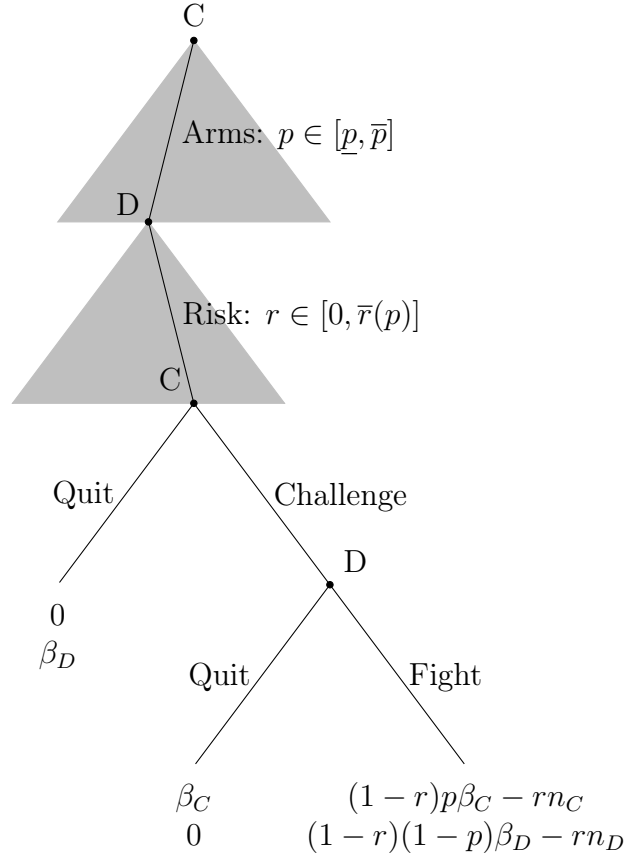 C
Arms: p ∈ [p̲, p̅]
D
Risk: r ∈ [0, r̅(p)]
C
Quit
Challenge
D
0
β_D
Quit
Fight
β_C
0
(1 − r)pβ_C − rn_C
(1 − r)(1 − p)β_D − rn_D